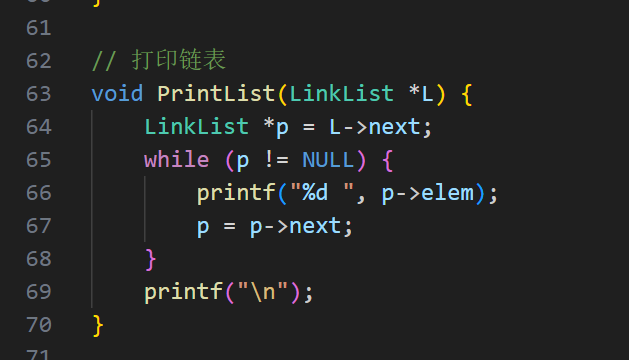 61
62 // 打印链表
63 void PrintList(LinkList *L) {
64     LinkList *p = L->next;
65     while (p != NULL) {
66         printf("%d ", p->elem);
67         p = p->next;
68     }
69     printf("\n");
70 }
71